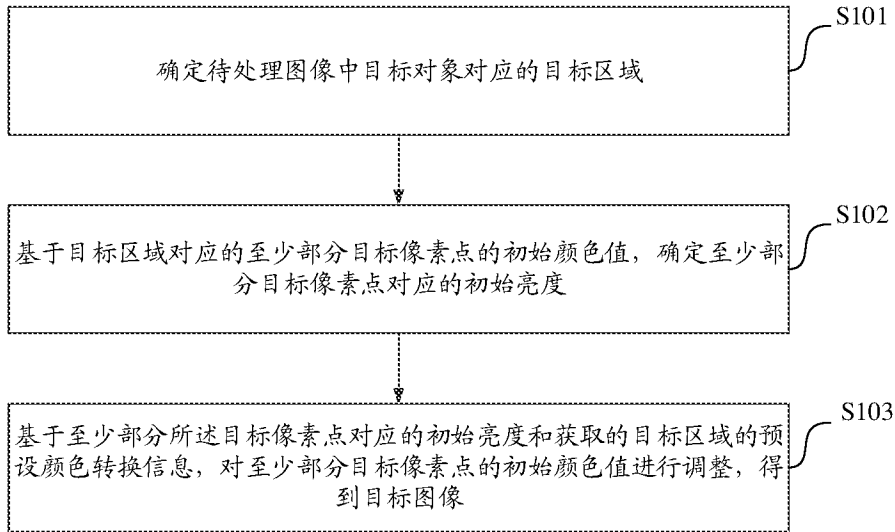 S101
确定待处理图像中目标对象对应的目标区域
S102
基于目标区域对应的至少部分目标像素点的初始颜色值，确定至少部
分目标像素点对应的初始亮度
S103
基于至少部分所述目标像素点对应的初始亮度和获取的目标区域的预
设颜色转换信息，对至少部分目标像素点的初始颜色值进行调整，得
到目标图像